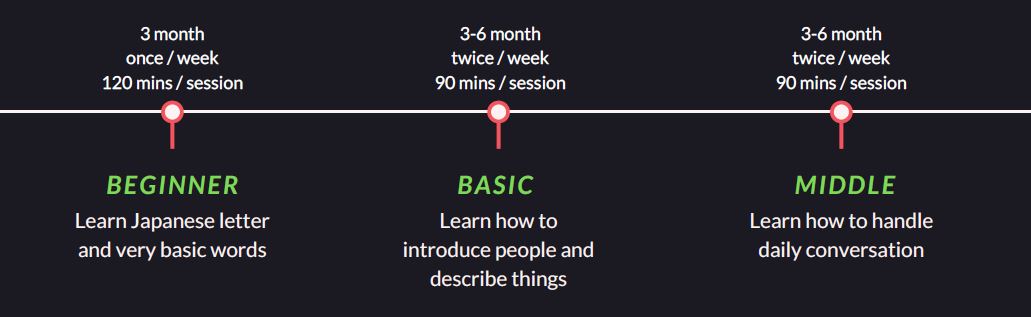 3 month
once / week
120 mins / session
BEGINNER
Learn Japanese letter
and very basic words
3-6 month
twice / week
90 mins / session
BASIC
Learn how to
introduce people and
describe things
3-6 month
twice / week
90 mins / session
MIDDLE
Learn how to handle
daily conversation